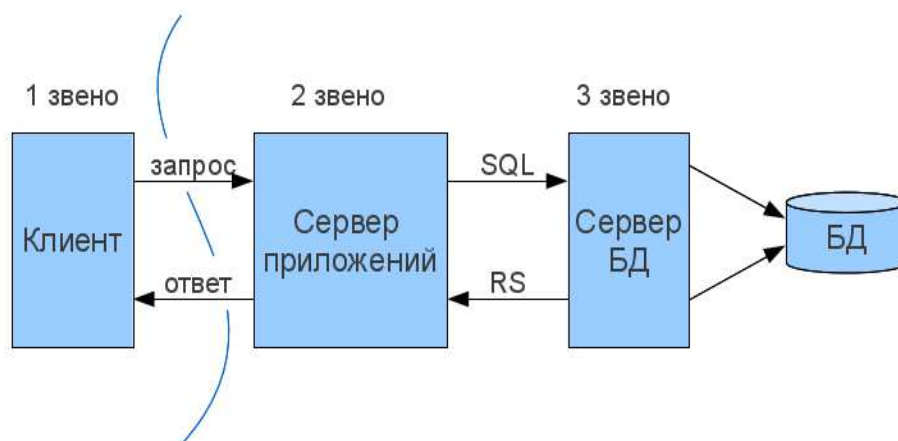 1 звено
2 звено
3 звено
Клиент
запрос
ответ
Сервер
приложений
SQL
RS
Сервер
БД
БД